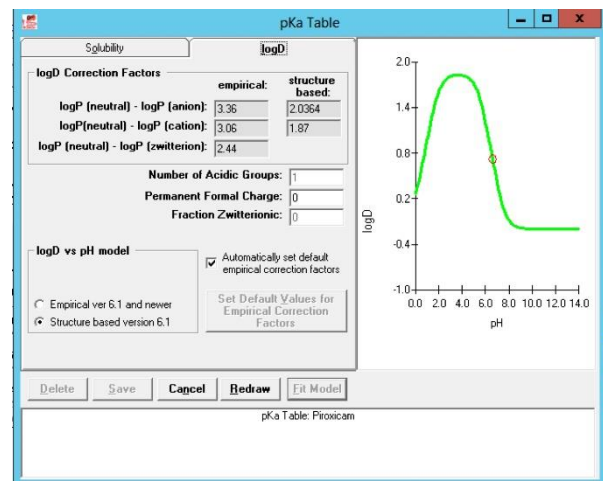 pKa Table
Solubility
logD
logD Correction Factors
empirical: structure based:
logP (neutral) - logP (anion): 3.36 2.0364
logP(neutral) - logP (cation): 3.06 1.87
logP (neutral) - logP (zwitterion): 2.44
Number of Acidic Groups: 1
Permanent Formal Charge: 0
Fraction Zwitterionic: 0
logD vs pH model
Automatically set default
empirical correction factors
Empirical ver 6.1 and newer
Structure based version 6.1
Set Default Values for
Empirical Correction
Factors
Delete Save Cancel Redraw Fit Model
pKa Table: Piroxicam
2.0
1.4
0.8
0.2
-0.4
-1.0
logD
0.0 2.0 4.0 6.0 8.0 10.0 12.0 14.0
pH